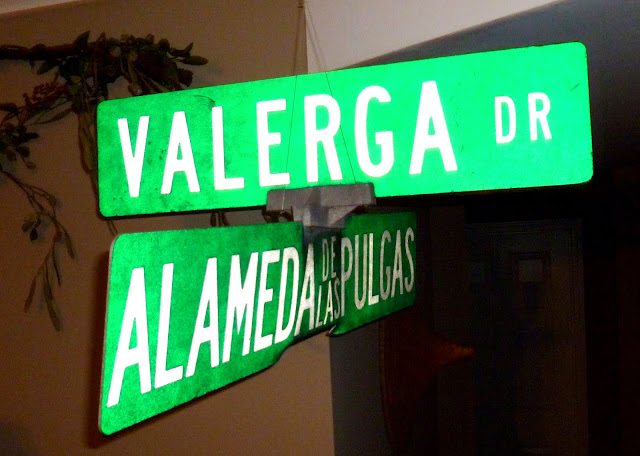 VALERGA DR
ALAMEDA DE LAS PULGAS